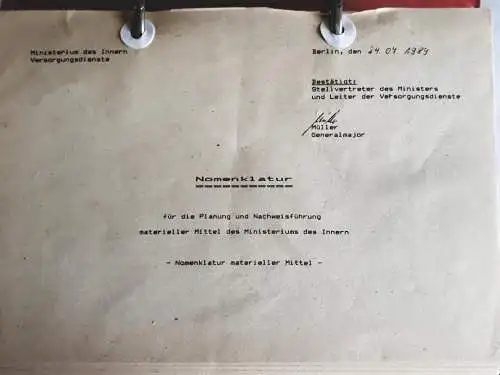 Ministerium des Innern
Versorgungsdienste
Berlin, den 24.04 1989
Bestätigt:
Stellvertreter des Ministers
und Leiter der Versorgungsdienste
Müller
Generalmajor
Nomenklatur
===========
für die Planung und Nachweisführung
materieller Mittel des Ministeriums des Innern
- Nomenklatur materieller Mittel -